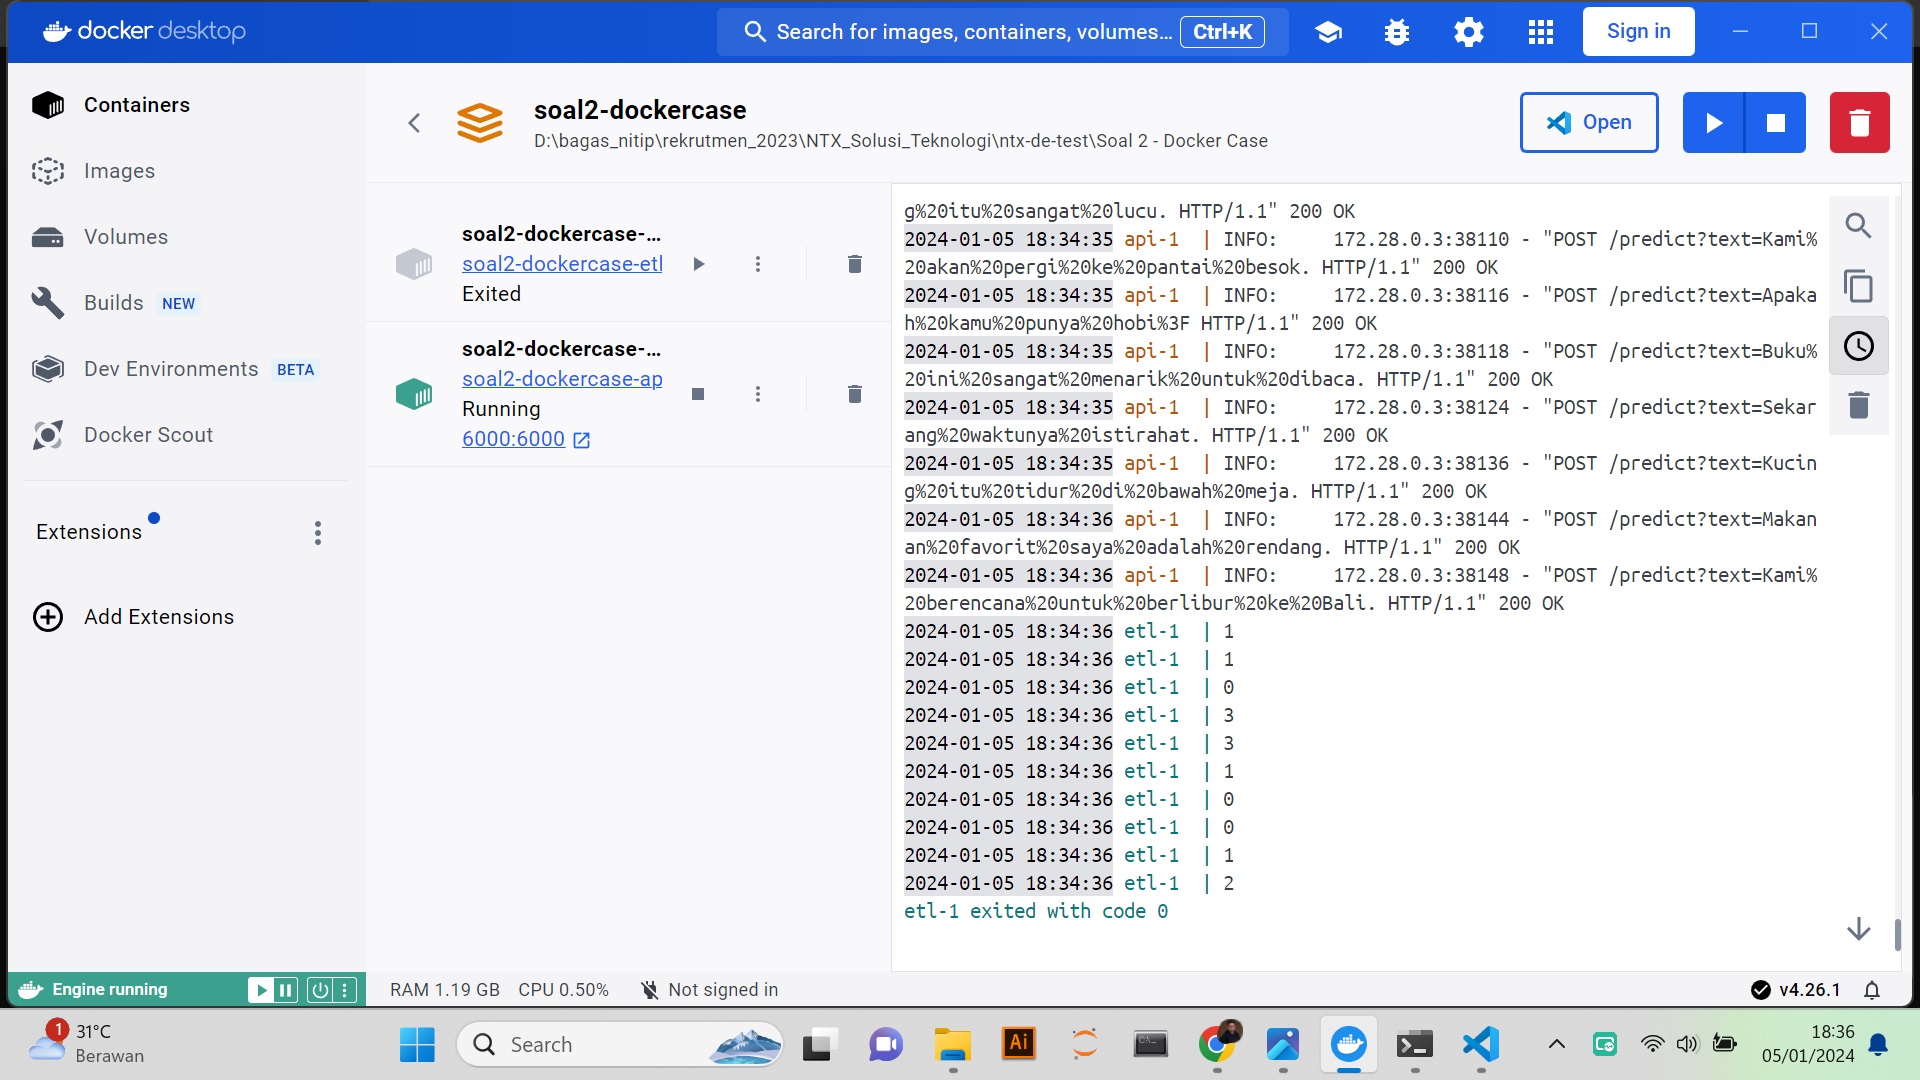 docker desktop
Search for images, containers, volumes... Ctrl+K
Sign in
Containers
Images
Volumes
Builds NEW
Dev Environments BETA
Docker Scout
Extensions
Add Extensions
soal2-dockercase
D:\bagas_nitip\rekrutmen_2023\NTX_Solusi_Teknologi\ntx-de-test\Soal 2 - Docker Case
Open
soal2-dockercase-...
soal2-dockercase-etl
Exited
soal2-dockercase-...
soal2-dockercase-ap
Running
6000:6000
g%20itu%20sangat%20lucu. HTTP/1.1" 200 OK
2024-01-05 18:34:35 api-1 | INFO: 172.28.0.3:38110 - "POST /predict?text=Kami%
20akan%20pergi%20ke%20pantai%20besok. HTTP/1.1" 200 OK
2024-01-05 18:34:35 api-1 | INFO: 172.28.0.3:38116 - "POST /predict?text=Apaka
h%20kamu%20punya%20hobi%3F HTTP/1.1" 200 OK
2024-01-05 18:34:35 api-1 | INFO: 172.28.0.3:38118 - "POST /predict?text=Buku%
20ini%20sangat%20menarik%20untuk%20dibaca. HTTP/1.1" 200 OK
2024-01-05 18:34:35 api-1 | INFO: 172.28.0.3:38124 - "POST /predict?text=Sekar
ang%20waktunya%20istirahat. HTTP/1.1" 200 OK
2024-01-05 18:34:35 api-1 | INFO: 172.28.0.3:38136 - "POST /predict?text=Kucin
g%20itu%20tidur%20di%20bawah%20meja. HTTP/1.1" 200 OK
2024-01-05 18:34:36 api-1 | INFO: 172.28.0.3:38144 - "POST /predict?text=Makan
an%20favorit%20saya%20adalah%20rendang. HTTP/1.1" 200 OK
2024-01-05 18:34:36 api-1 | INFO: 172.28.0.3:38148 - "POST /predict?text=Kami%
20berencana%20untuk%20berlibur%20ke%20Bali. HTTP/1.1" 200 OK
2024-01-05 18:34:36 etl-1 | 1
2024-01-05 18:34:36 etl-1 | 1
2024-01-05 18:34:36 etl-1 | 0
2024-01-05 18:34:36 etl-1 | 3
2024-01-05 18:34:36 etl-1 | 3
2024-01-05 18:34:36 etl-1 | 1
2024-01-05 18:34:36 etl-1 | 0
2024-01-05 18:34:36 etl-1 | 0
2024-01-05 18:34:36 etl-1 | 1
2024-01-05 18:34:36 etl-1 | 2
etl-1 exited with code 0
Engine running
RAM 1.19 GB CPU 0.50% Not signed in
v4.26.1
1
31°C
Berawan
Search
Ai
18:36
05/01/2024